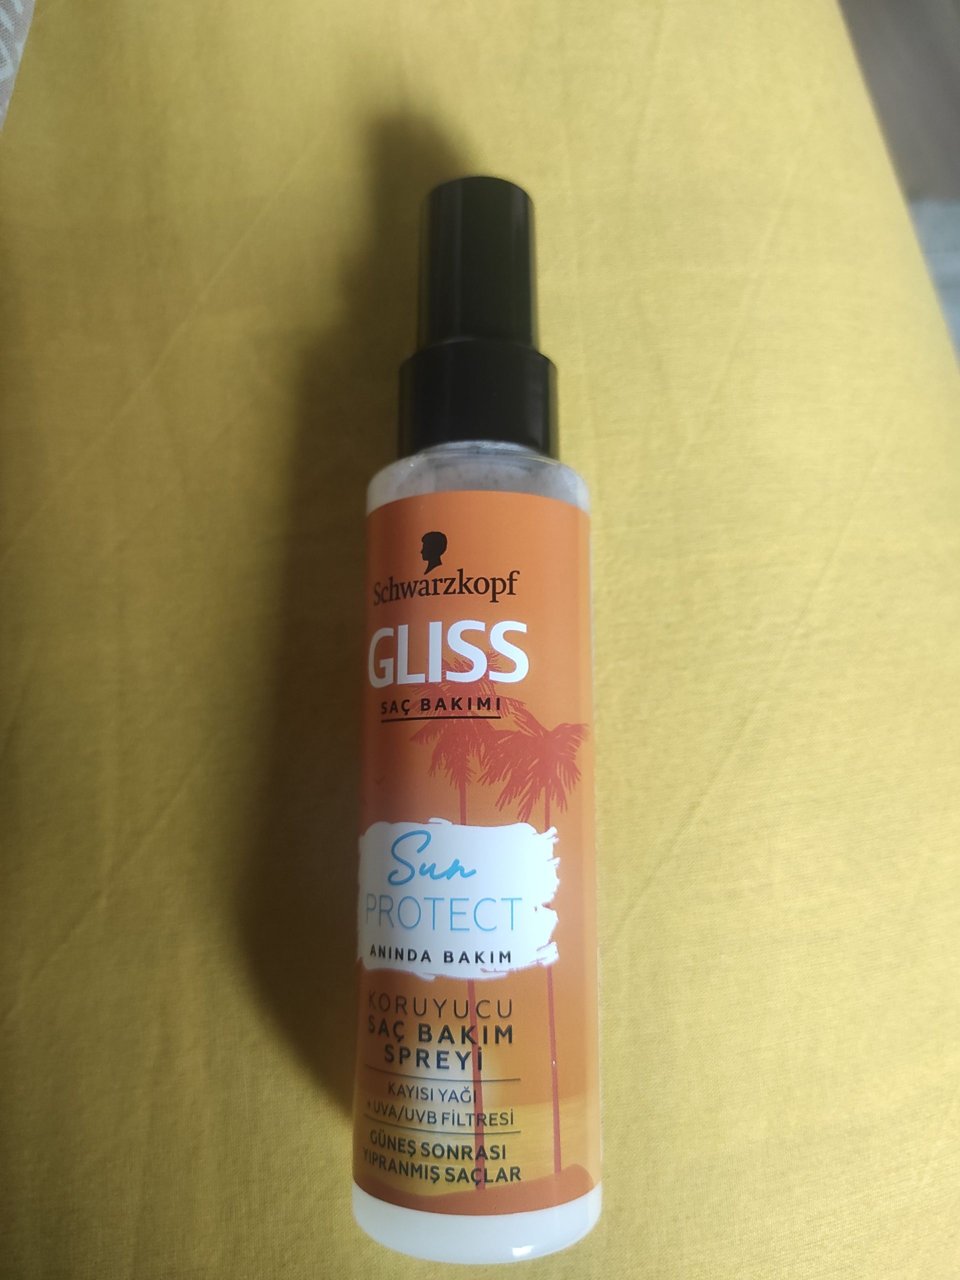 Schwarzkopf
GLISS
SAÇ BAKIMI
Sun
PROTECT
ANINDA BAKIM
KORUYUCU
SAÇ BAKIM
SPREYİ
KAYISI YAĞI
+UVA/UVB FİLTRESİ
GÜNEŞ SONRASI
YIPRANMIŞ SAÇLAR